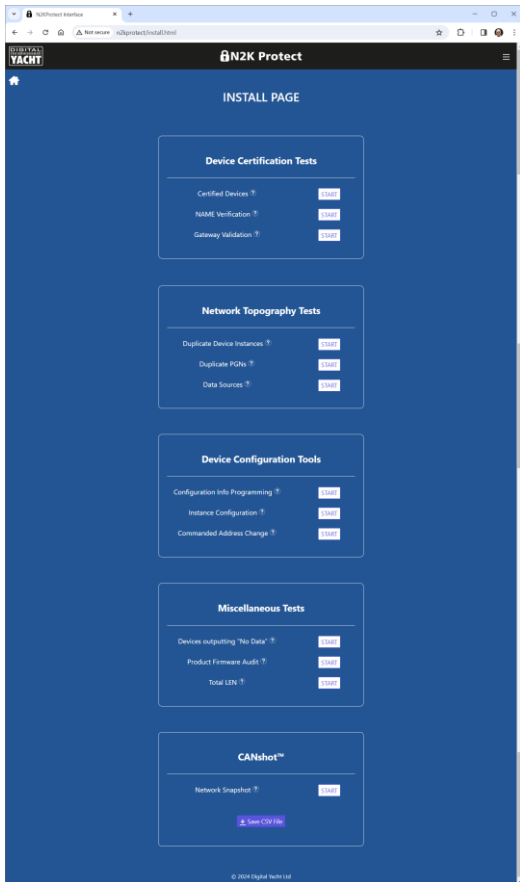 N2KProtect Interface
Not secure n2kprotect/install.html
DIGITAL
YACHT
N2K Protect
INSTALL PAGE
Device Certification Tests
Certified Devices ? START
NAME Verification ? START
Gateway Validation ? START
Network Topography Tests
Duplicate Device Instances ? START
Duplicate PGNs ? START
Data Sources ? START
Device Configuration Tools
Configuration Info Programming ? START
Instance Configuration ? START
Commanded Address Change ? START
Miscellaneous Tests
Devices outputting "No Data" ? START
Product Firmware Audit ? START
Total LEN ? START
CANshot™
Network Snapshot ? START
Save CSV File
© 2024 Digital Yacht Ltd